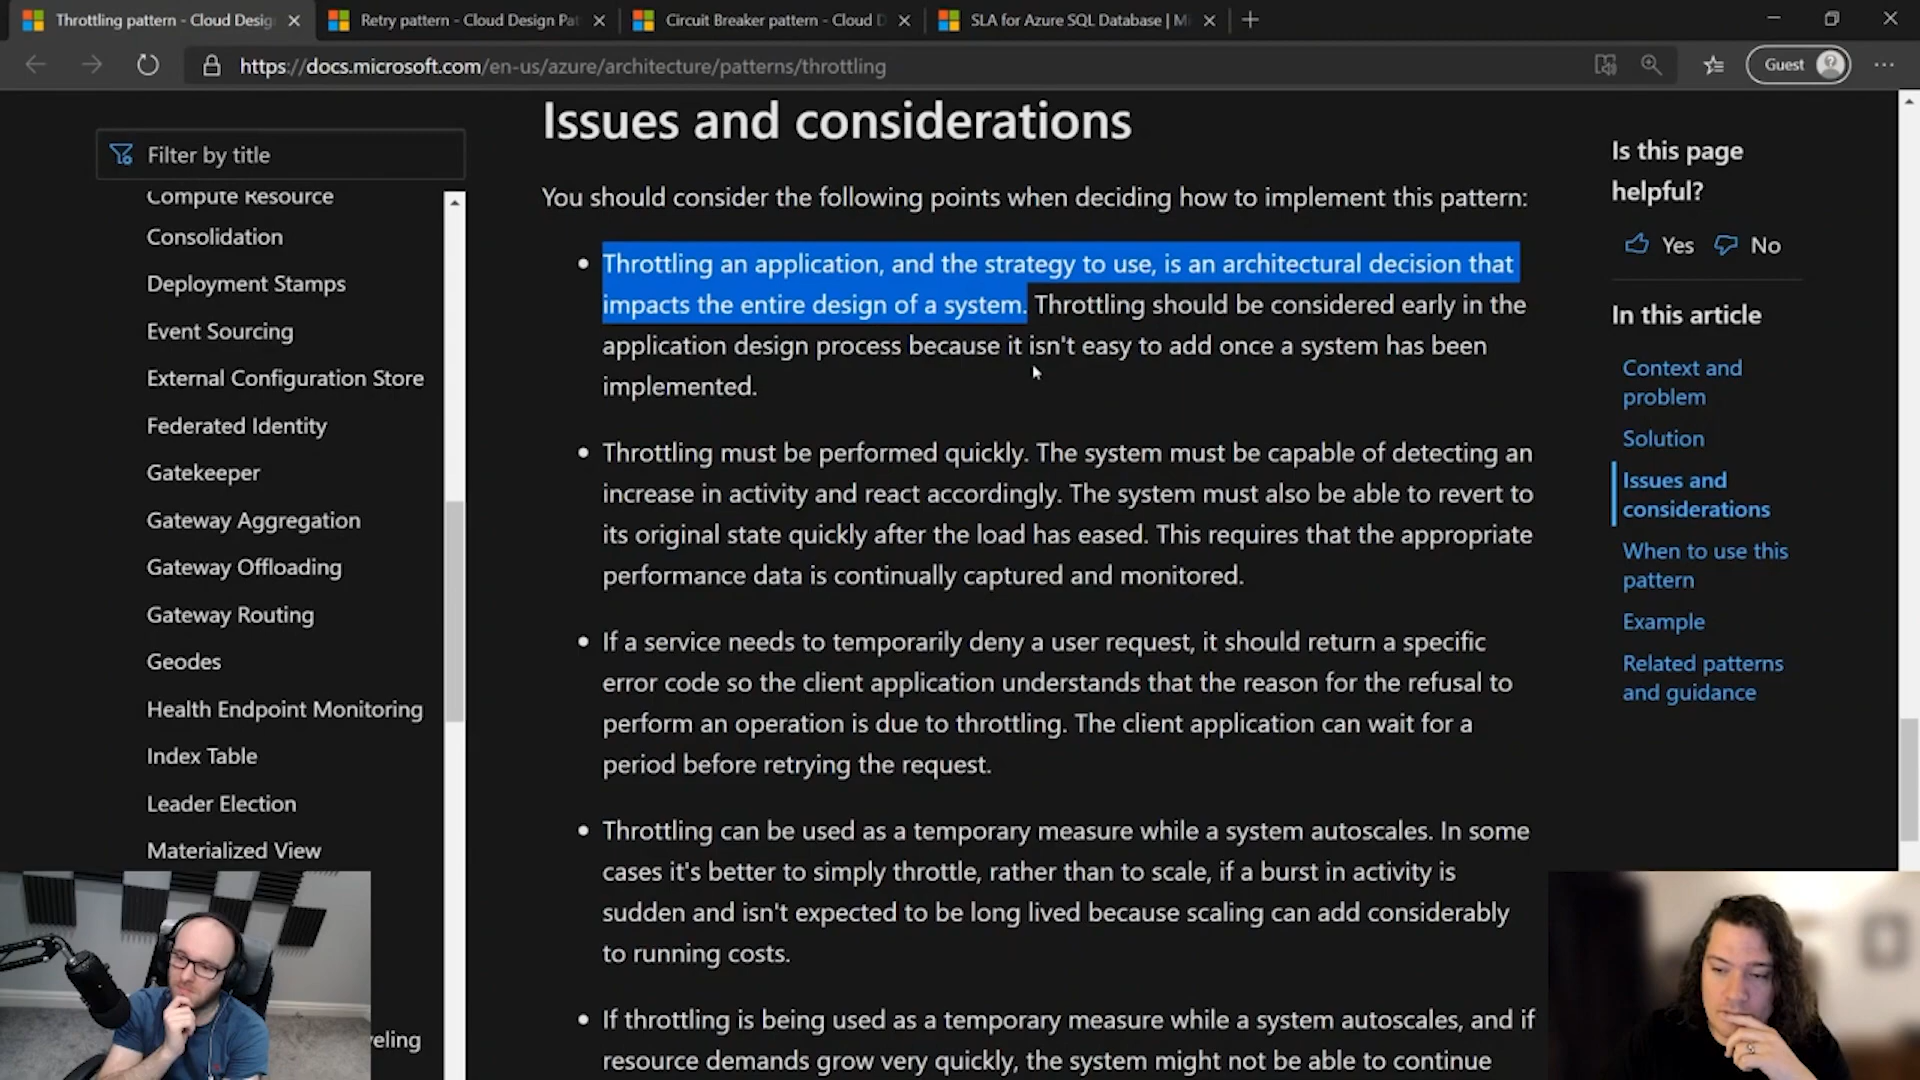 Throttling pattern - Cloud Desig
Retry pattern - Cloud Design Pat
Circuit Breaker pattern - Cloud D
SLA for Azure SQL Database | Mi
https://docs.microsoft.com/en-us/azure/architecture/patterns/throttling
Guest
Filter by title
Compute Resource
Consolidation
Deployment Stamps
Event Sourcing
External Configuration Store
Federated Identity
Gatekeeper
Gateway Aggregation
Gateway Offloading
Gateway Routing
Geodes
Health Endpoint Monitoring
Index Table
Leader Election
Materialized View
eling
Issues and considerations
You should consider the following points when deciding how to implement this pattern:
• Throttling an application, and the strategy to use, is an architectural decision that
impacts the entire design of a system. Throttling should be considered early in the
application design process because it isn't easy to add once a system has been
implemented.
• Throttling must be performed quickly. The system must be capable of detecting an
increase in activity and react accordingly. The system must also be able to revert to
its original state quickly after the load has eased. This requires that the appropriate
performance data is continually captured and monitored.
• If a service needs to temporarily deny a user request, it should return a specific
error code so the client application understands that the reason for the refusal to
perform an operation is due to throttling. The client application can wait for a
period before retrying the request.
• Throttling can be used as a temporary measure while a system autoscales. In some
cases it's better to simply throttle, rather than to scale, if a burst in activity is
sudden and isn't expected to be long lived because scaling can add considerably
to running costs.
• If throttling is being used as a temporary measure while a system autoscales, and if
resource demands grow very quickly, the system might not be able to continue
Is this page
helpful?
Yes
No
In this article
Context and
problem
Solution
Issues and
considerations
When to use this
pattern
Example
Related patterns
and guidance